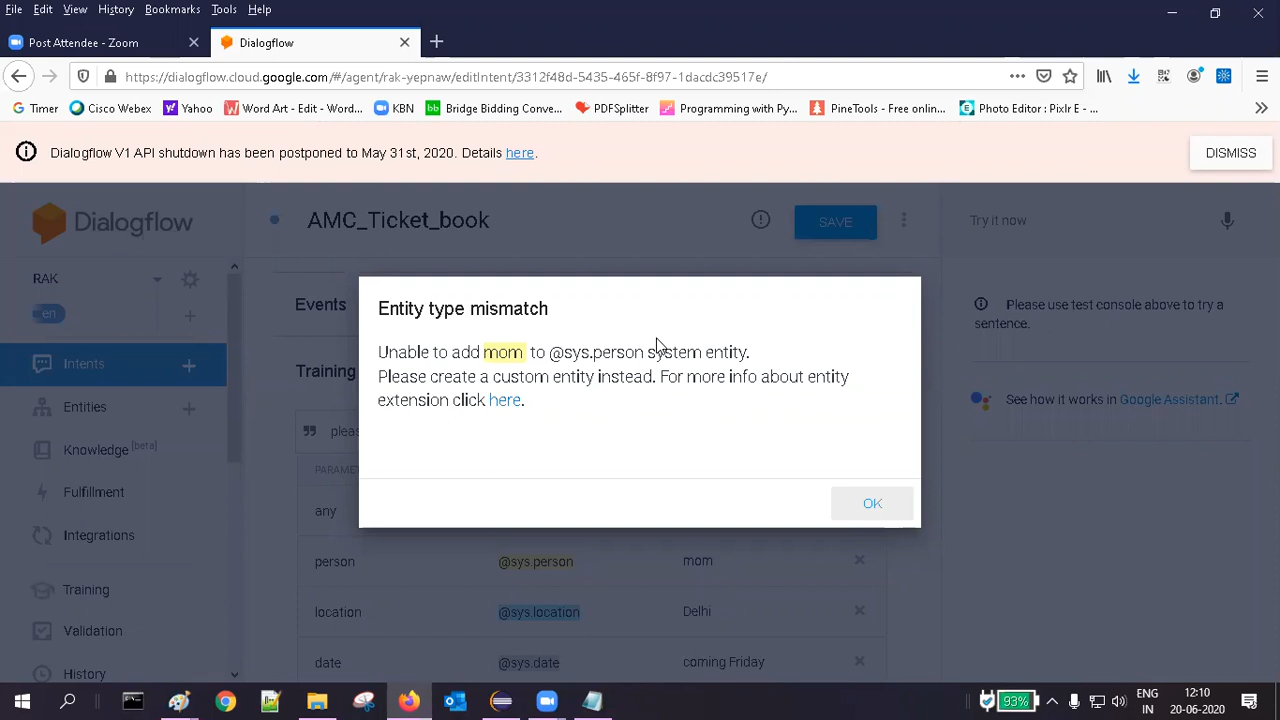 File Edit View History Bookmarks Tools Help
Post Attendee - Zoom
Dialogflow
https://dialogflow.cloud.google.com/#/agent/rak-yepnaw/editIntent/3312f48d-5435-465f-8f97-1dacdc39517e/
Timer Cisco Webex Yahoo Word Art - Edit - Word... KBN Bridge Bidding Conve... PDFSplitter Programming with Py... PineTools - Free onlin... Photo Editor : Pixlr E - ...
Dialogflow V1 API shutdown has been postponed to May 31st, 2020. Details here.
DISMISS
Dialogflow
AMC_Ticket_book
SAVE
Try it now
RAK
en
Events
Please use test console above to try a
sentence.
Intents
Training
Entities
See how it works in Google Assistant.
pleas
Knowledge [beta]
PARAME
Fulfillment
any
Integrations
person @sys.person mom
Training
location @sys.location Delhi
Validation
date @sys.date coming Friday
History
Entity type mismatch
Unable to add mom to @sys.person system entity.
Please create a custom entity instead. For more info about entity
extension click here.
OK
93%
ENG
IN
12:10
20-06-2020